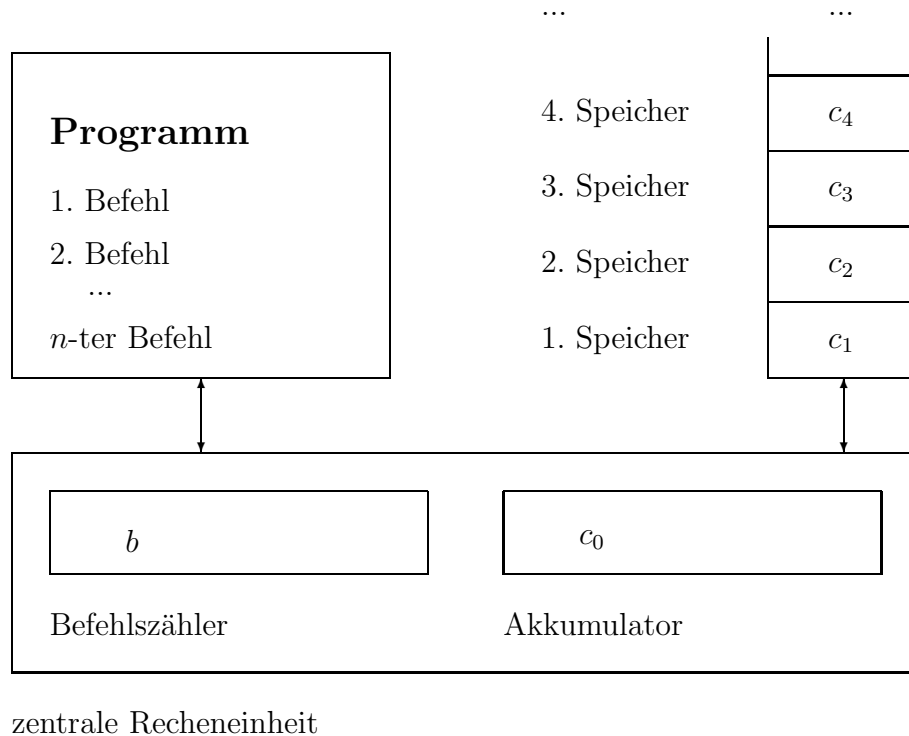 ... ...
Programm
1. Befehl
2. Befehl
...
n-ter Befehl
4. Speicher c₄
3. Speicher c₃
2. Speicher c₂
1. Speicher c₁
b
Befehlszähler
c₀
Akkumulator
zentrale Recheneinheit